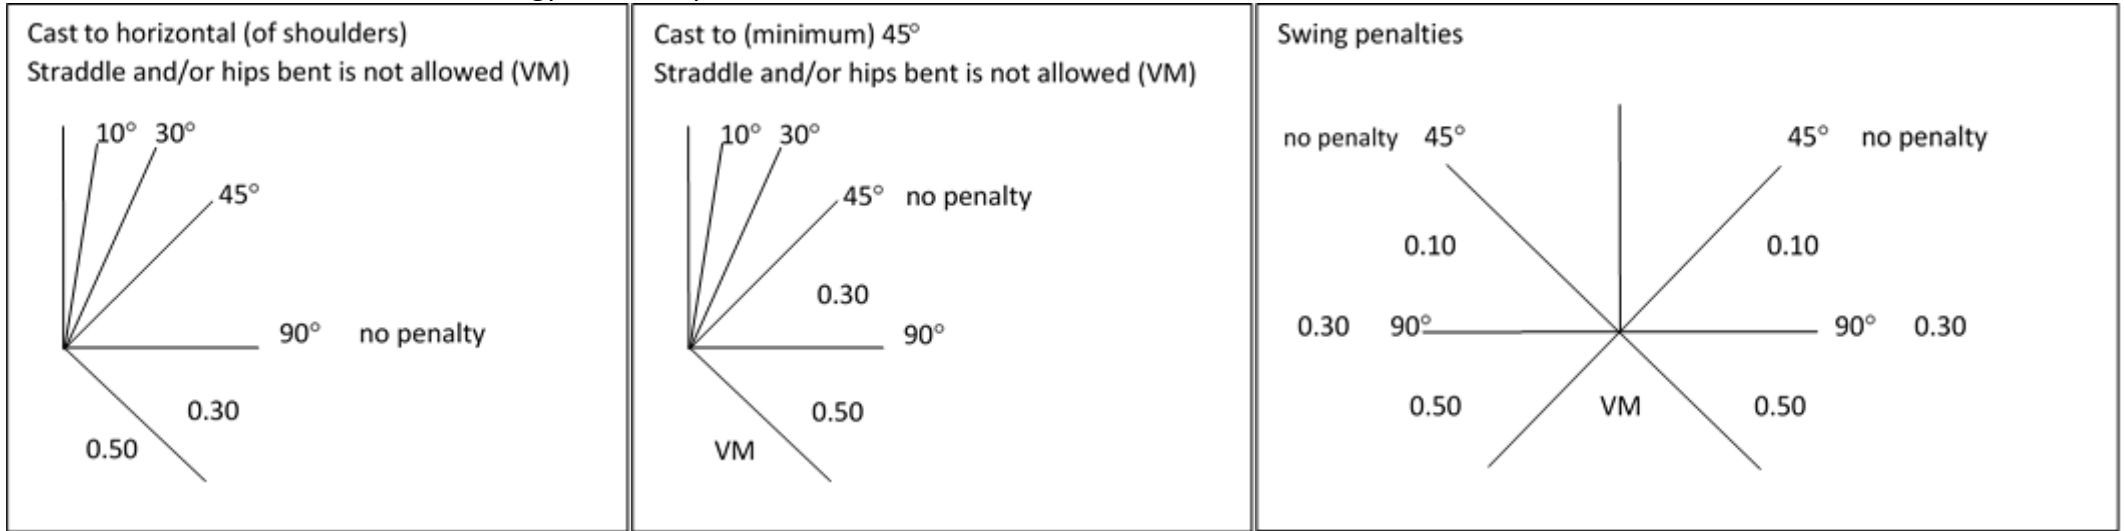 Cast to horizontal (of shoulders)
Straddle and/or hips bent is not allowed (VM)
10° 30°
45°
90° no penalty
0.30
0.50
Cast to (minimum) 45°
Straddle and/or hips bent is not allowed (VM)
10° 30°
45° no penalty
0.30
90°
0.50
VM
Swing penalties
no penalty 45° 45° no penalty
0.10 0.10
0.30 90° 90° 0.30
0.50 VM 0.50